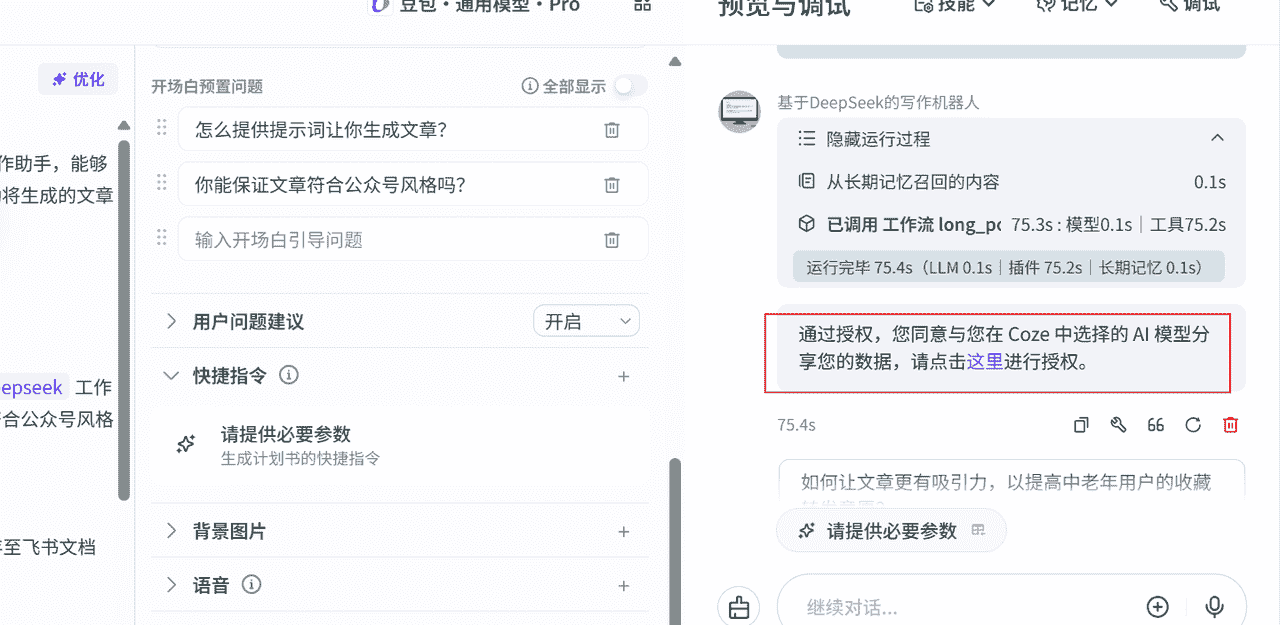 豆包・通用模型・Pro
预览与调试
技能
记忆
调试
优化
作助手，能够
将生成的文章
epseek 工作
合公众号风格
至飞书文档
开场白预置问题
全部显示
怎么提供提示词让你生成文章？
你能保证文章符合公众号风格吗？
输入开场白引导问题
用户问题建议
开启
快捷指令
请提供必要参数
生成计划书的快捷指令
背景图片
语音
基于DeepSeek的写作机器人
隐藏运行过程
从长期记忆召回的内容 0.1s
已调用 工作流 long_pc 75.3s : 模型0.1s｜工具75.2s
运行完毕 75.4s（LLM 0.1s｜插件 75.2s｜长期记忆 0.1s）
通过授权，您同意与您在 Coze 中选择的 AI 模型分
享您的数据，请点击这里进行授权。
75.4s
如何让文章更有吸引力，以提高中老年用户的收藏
请提供必要参数
继续对话...